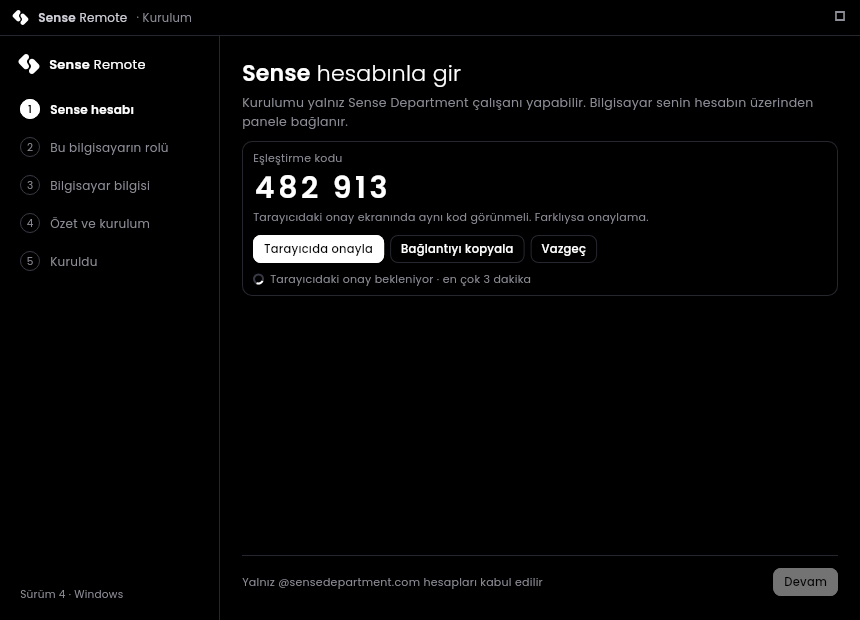 Sense Remote · Kurulum
Sense Remote
1 Sense hesabı
2 Bu bilgisayarın rolü
3 Bilgisayar bilgisi
4 Özet ve kurulum
5 Kuruldu
Sürüm 4 · Windows
Sense hesabınla gir
Kurulumu yalnız Sense Department çalışanı yapabilir. Bilgisayar senin hesabın üzerinden
panele bağlanır.
Eşleştirme kodu
482 913
Tarayıcıdaki onay ekranında aynı kod görünmeli. Farklıysa onaylama.
Tarayıcıda onayla Bağlantıyı kopyala Vazgeç
Tarayıcıdaki onay bekleniyor · en çok 3 dakika
Yalnız @sensedepartment.com hesapları kabul edilir
Devam